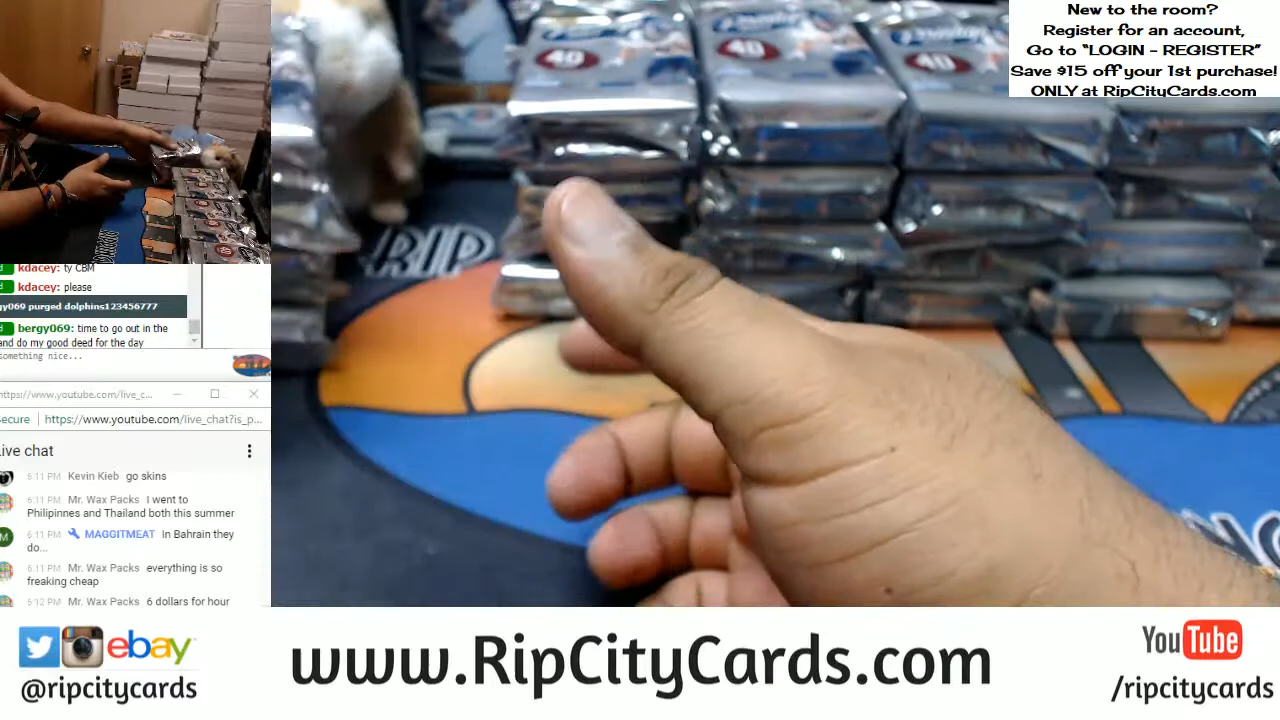 New to the room?
Register for an account,
Go to “LOGIN - REGISTER”
Save $15 off your 1st purchase!
ONLY at RipCityCards.com
40
40
40
RIP
kdacey: ty CBM
kdacey: please
gy069 purged dolphins123456777
bergy069: time to go out in the
and do my good deed for the day
something nice...
https://www.youtube.com/live_c...
ecure https://www.youtube.com/live_chat?is_p...
ive chat
6:11 PM Kevin Kieb go skins
6:11 PM Mr. Wax Packs I went to
Philipinnes and Thailand both this summer
M 6:11 PM MAGGITMEAT In Bahrain they
do...
6:11 PM Mr. Wax Packs everything is so
freaking cheap
6:12 PM Mr. Wax Packs 6 dollars for hour
ebay
@ripcitycards
www.RipCityCards.com
YouTube
/ripcitycards